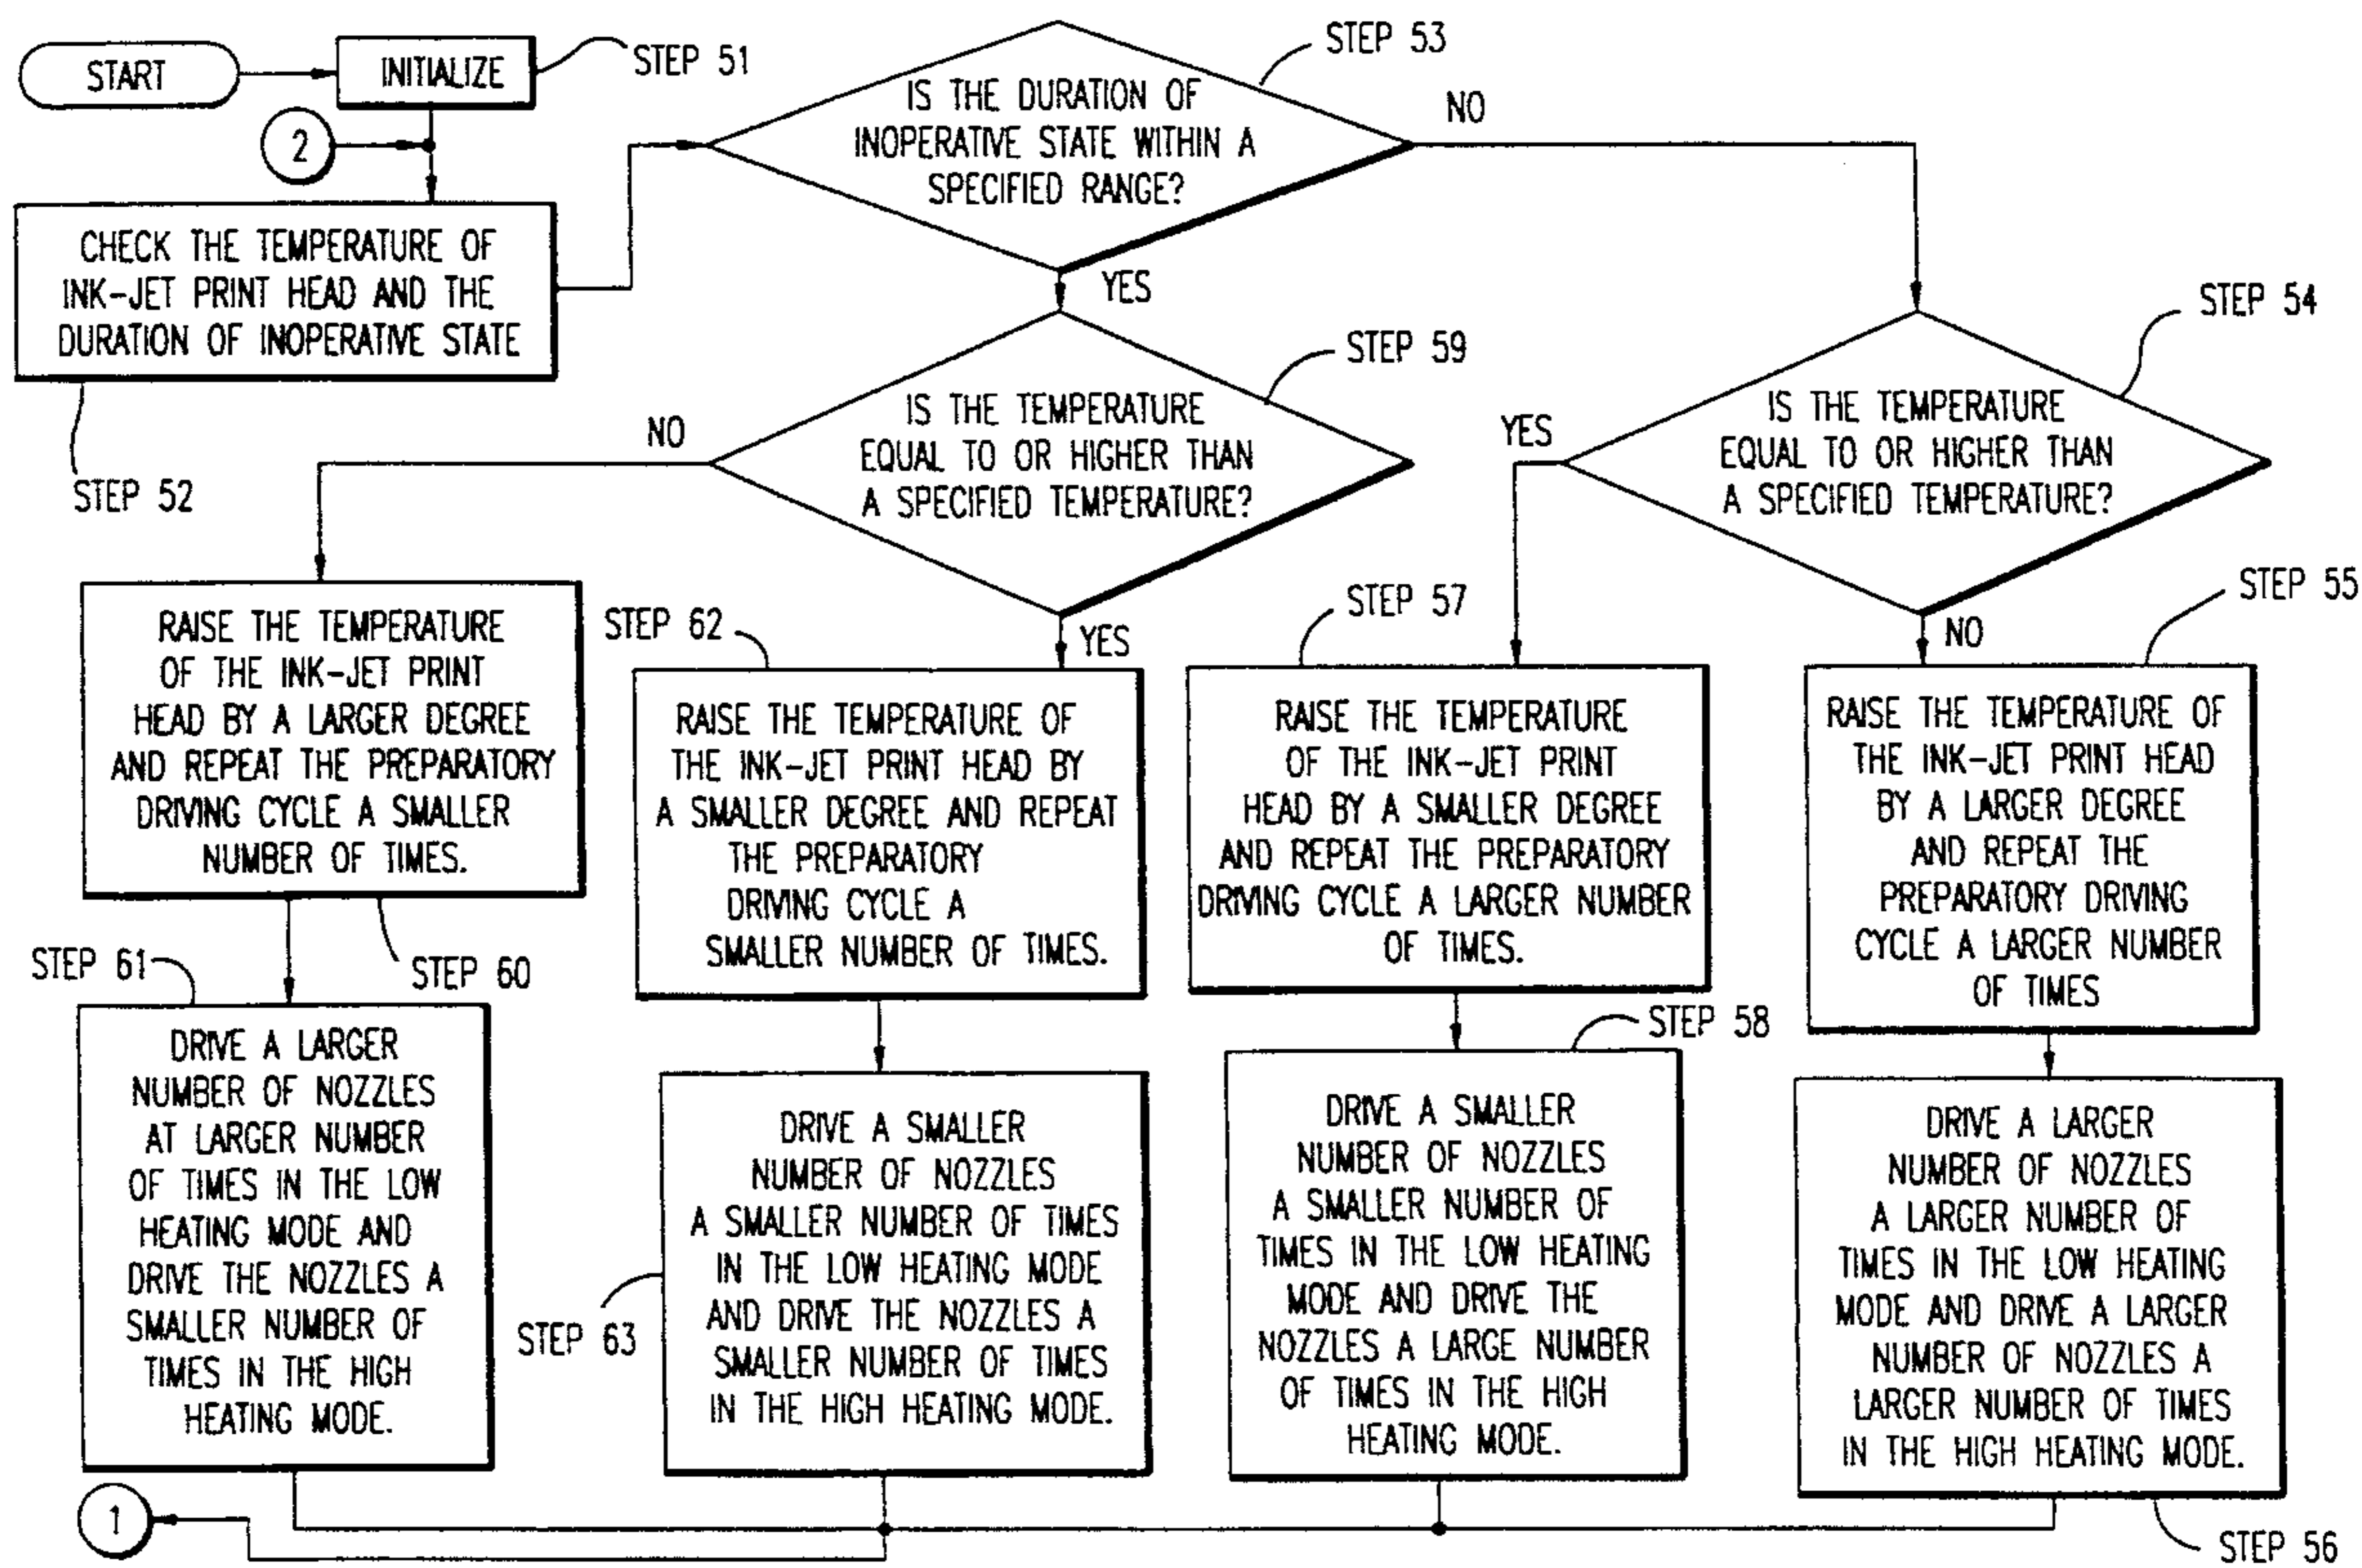 START
INITIALIZE
STEP 51
2
CHECK THE TEMPERATURE OF
INK-JET PRINT HEAD AND THE
DURATION OF INOPERATIVE STATE
STEP 52
STEP 53
IS THE DURATION OF
INOPERATIVE STATE WITHIN A
SPECIFIED RANGE?
NO
YES
STEP 59
IS THE TEMPERATURE
EQUAL TO OR HIGHER THAN
A SPECIFIED TEMPERATURE?
NO
YES
STEP 54
IS THE TEMPERATURE
EQUAL TO OR HIGHER THAN
A SPECIFIED TEMPERATURE?
YES
NO
RAISE THE TEMPERATURE
OF THE INK-JET PRINT
HEAD BY A LARGER DEGREE
AND REPEAT THE PREPARATORY
DRIVING CYCLE A SMALLER
NUMBER OF TIMES.
STEP 60
STEP 62
RAISE THE TEMPERATURE OF
THE INK-JET PRINT HEAD BY
A SMALLER DEGREE AND REPEAT
THE PREPARATORY
DRIVING CYCLE A
SMALLER NUMBER OF TIMES.
STEP 57
RAISE THE TEMPERATURE
OF THE INK-JET PRINT
HEAD BY A SMALLER DEGREE
AND REPEAT THE PREPARATORY
DRIVING CYCLE A LARGER NUMBER
OF TIMES.
STEP 55
RAISE THE TEMPERATURE OF
THE INK-JET PRINT HEAD
BY A LARGER DEGREE
AND REPEAT THE
PREPARATORY DRIVING
CYCLE A LARGER NUMBER
OF TIMES
STEP 61
DRIVE A LARGER
NUMBER OF NOZZLES
AT LARGER NUMBER
OF TIMES IN THE LOW
HEATING MODE AND
DRIVE THE NOZZLES A
SMALLER NUMBER OF
TIMES IN THE HIGH
HEATING MODE.
STEP 63
DRIVE A SMALLER
NUMBER OF NOZZLES
A SMALLER NUMBER OF TIMES
IN THE LOW HEATING MODE
AND DRIVE THE NOZZLES A
SMALLER NUMBER OF TIMES
IN THE HIGH HEATING MODE.
STEP 58
DRIVE A SMALLER
NUMBER OF NOZZLES
A SMALLER NUMBER OF
TIMES IN THE LOW HEATING
MODE AND DRIVE THE
NOZZLES A LARGE NUMBER
OF TIMES IN THE HIGH
HEATING MODE.
DRIVE A LARGER
NUMBER OF NOZZLES
A LARGER NUMBER OF
TIMES IN THE LOW HEATING
MODE AND DRIVE A LARGER
NUMBER OF NOZZLES A
LARGER NUMBER OF TIMES
IN THE HIGH HEATING MODE.
STEP 56
1